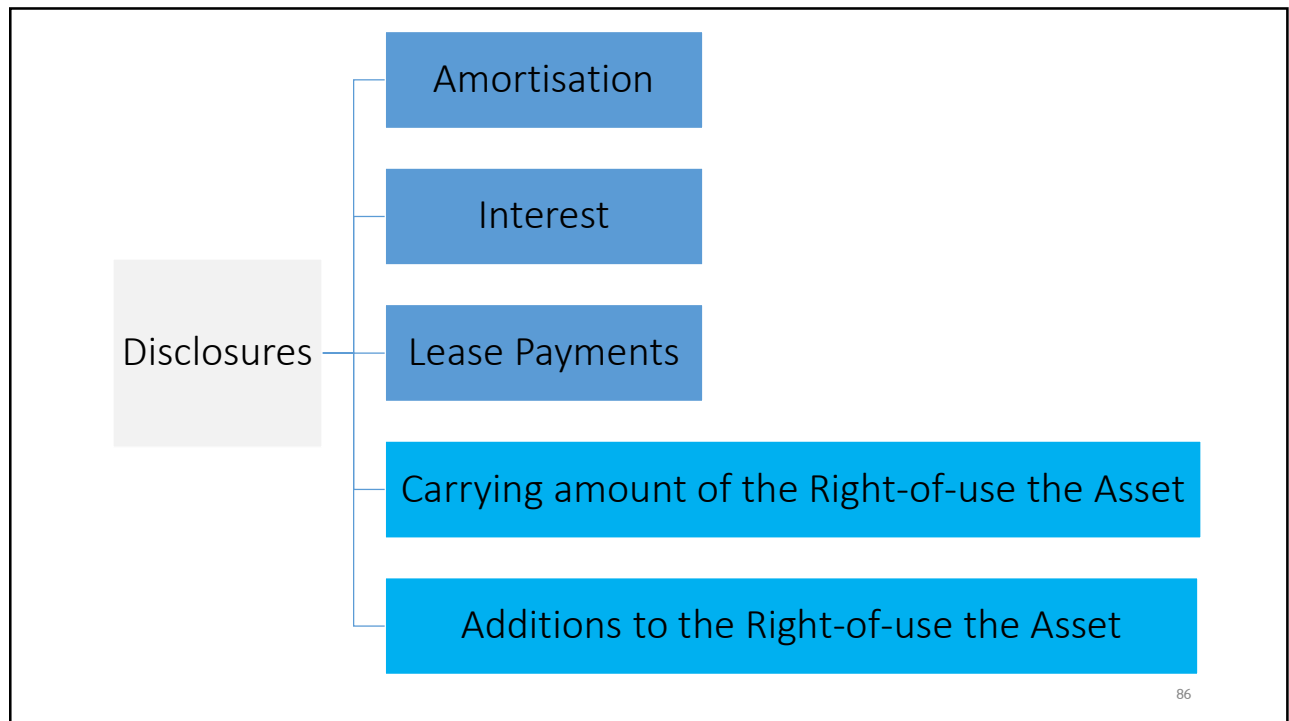 Amortisation
Interest
Disclosures
Lease Payments
Carrying amount of the Right-of-use the Asset
Additions to the Right-of-use the Asset
86